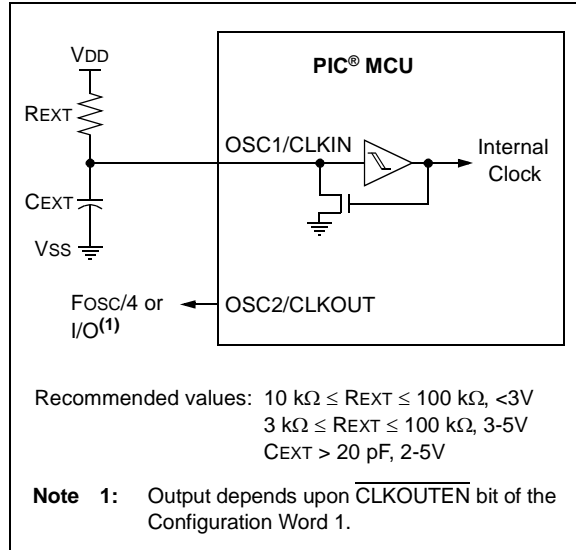 VDD
PIC® MCU
REXT
OSC1/CLKIN
Internal
Clock
CEXT
VSS
FOSC/4 or
I/O(1)
OSC2/CLKOUT
Recommended values: 10 kΩ ≤ REXT ≤ 100 kΩ, <3V
3 kΩ ≤ REXT ≤ 100 kΩ, 3-5V
CEXT > 20 pF, 2-5V
Note 1: Output depends upon C̅L̅K̅O̅U̅T̅E̅N̅ bit of the
Configuration Word 1.